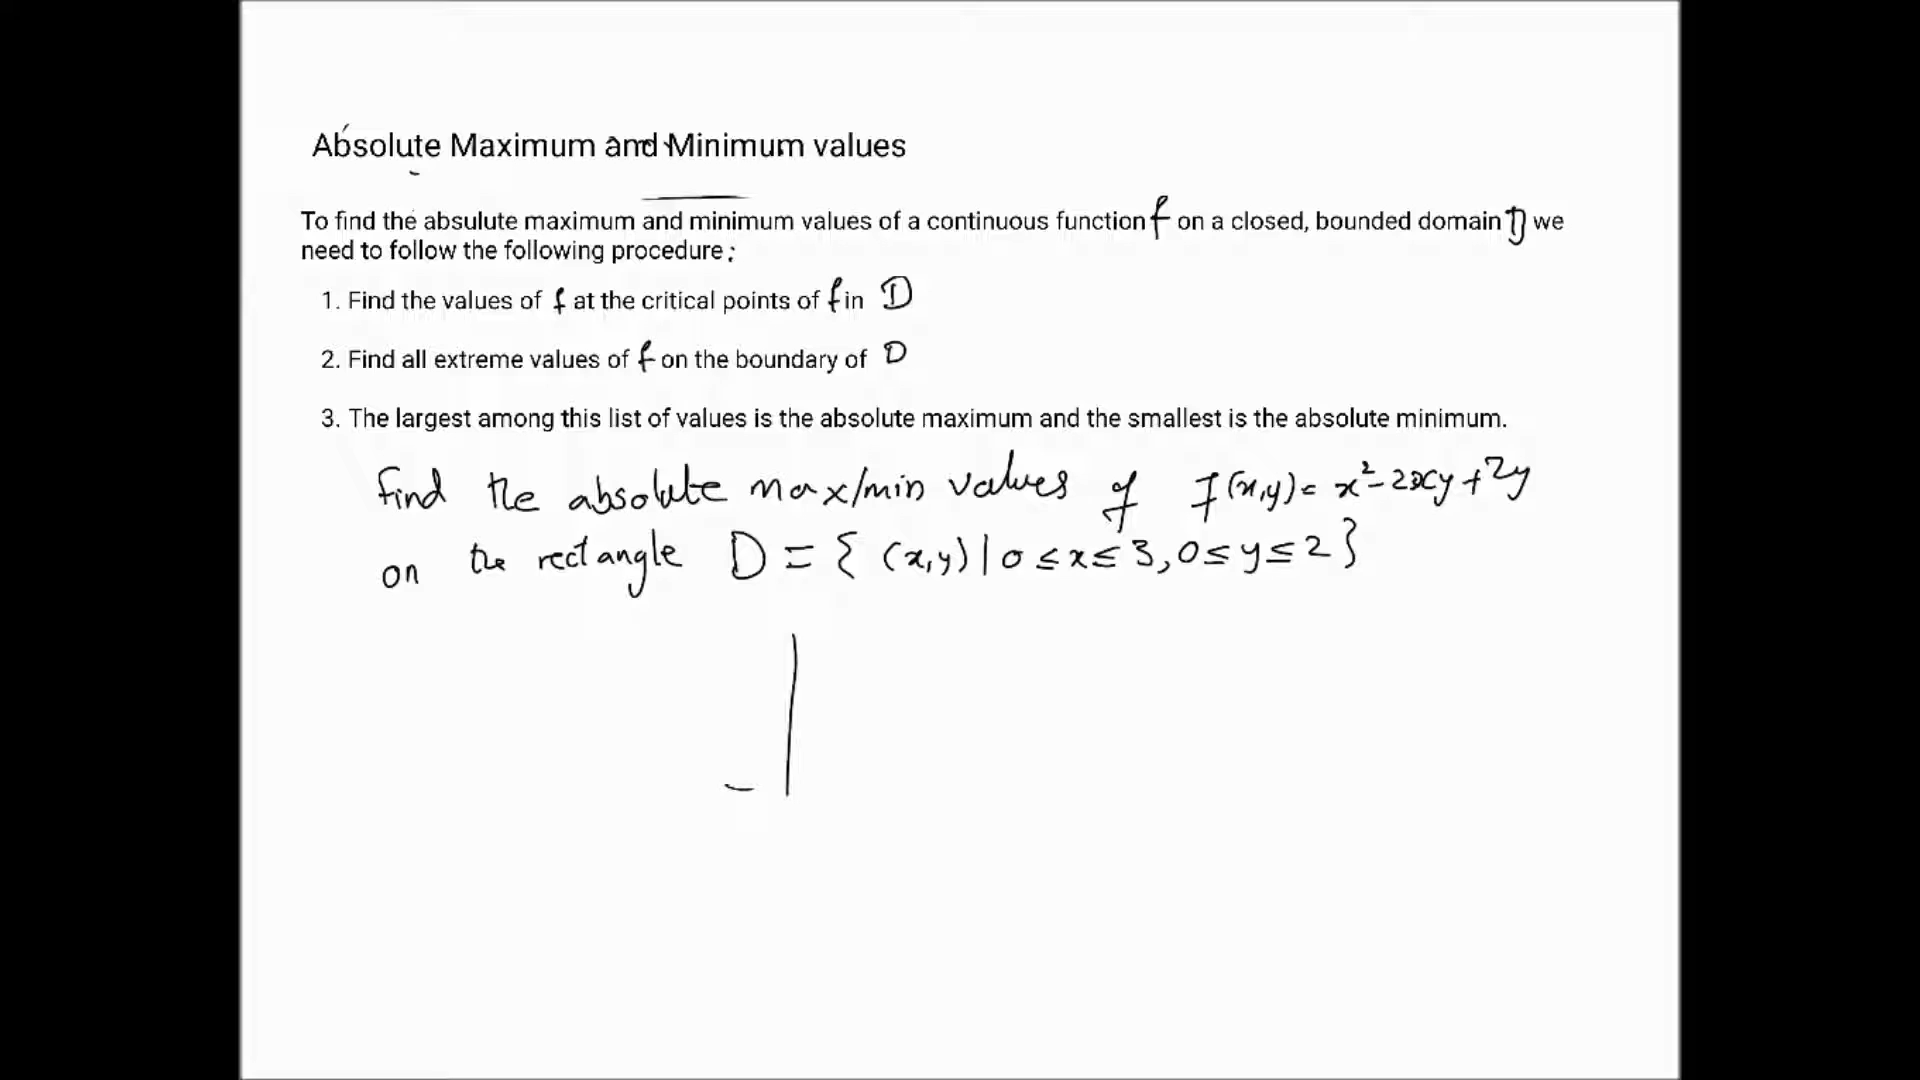 Absolute Maximum and Minimum values
To find the absulute maximum and minimum values of a continuous function f on a closed, bounded domain D we
need to follow the following procedure:
1. Find the values of f at the critical points of f in D
2. Find all extreme values of f on the boundary of D
3. The largest among this list of values is the absolute maximum and the smallest is the absolute minimum.
Find the absolute max/min values of f(x,y) = x² - 2xy + 2y
on the rectangle D = { (x,y) | 0 ≤ x ≤ 3, 0 ≤ y ≤ 2 }